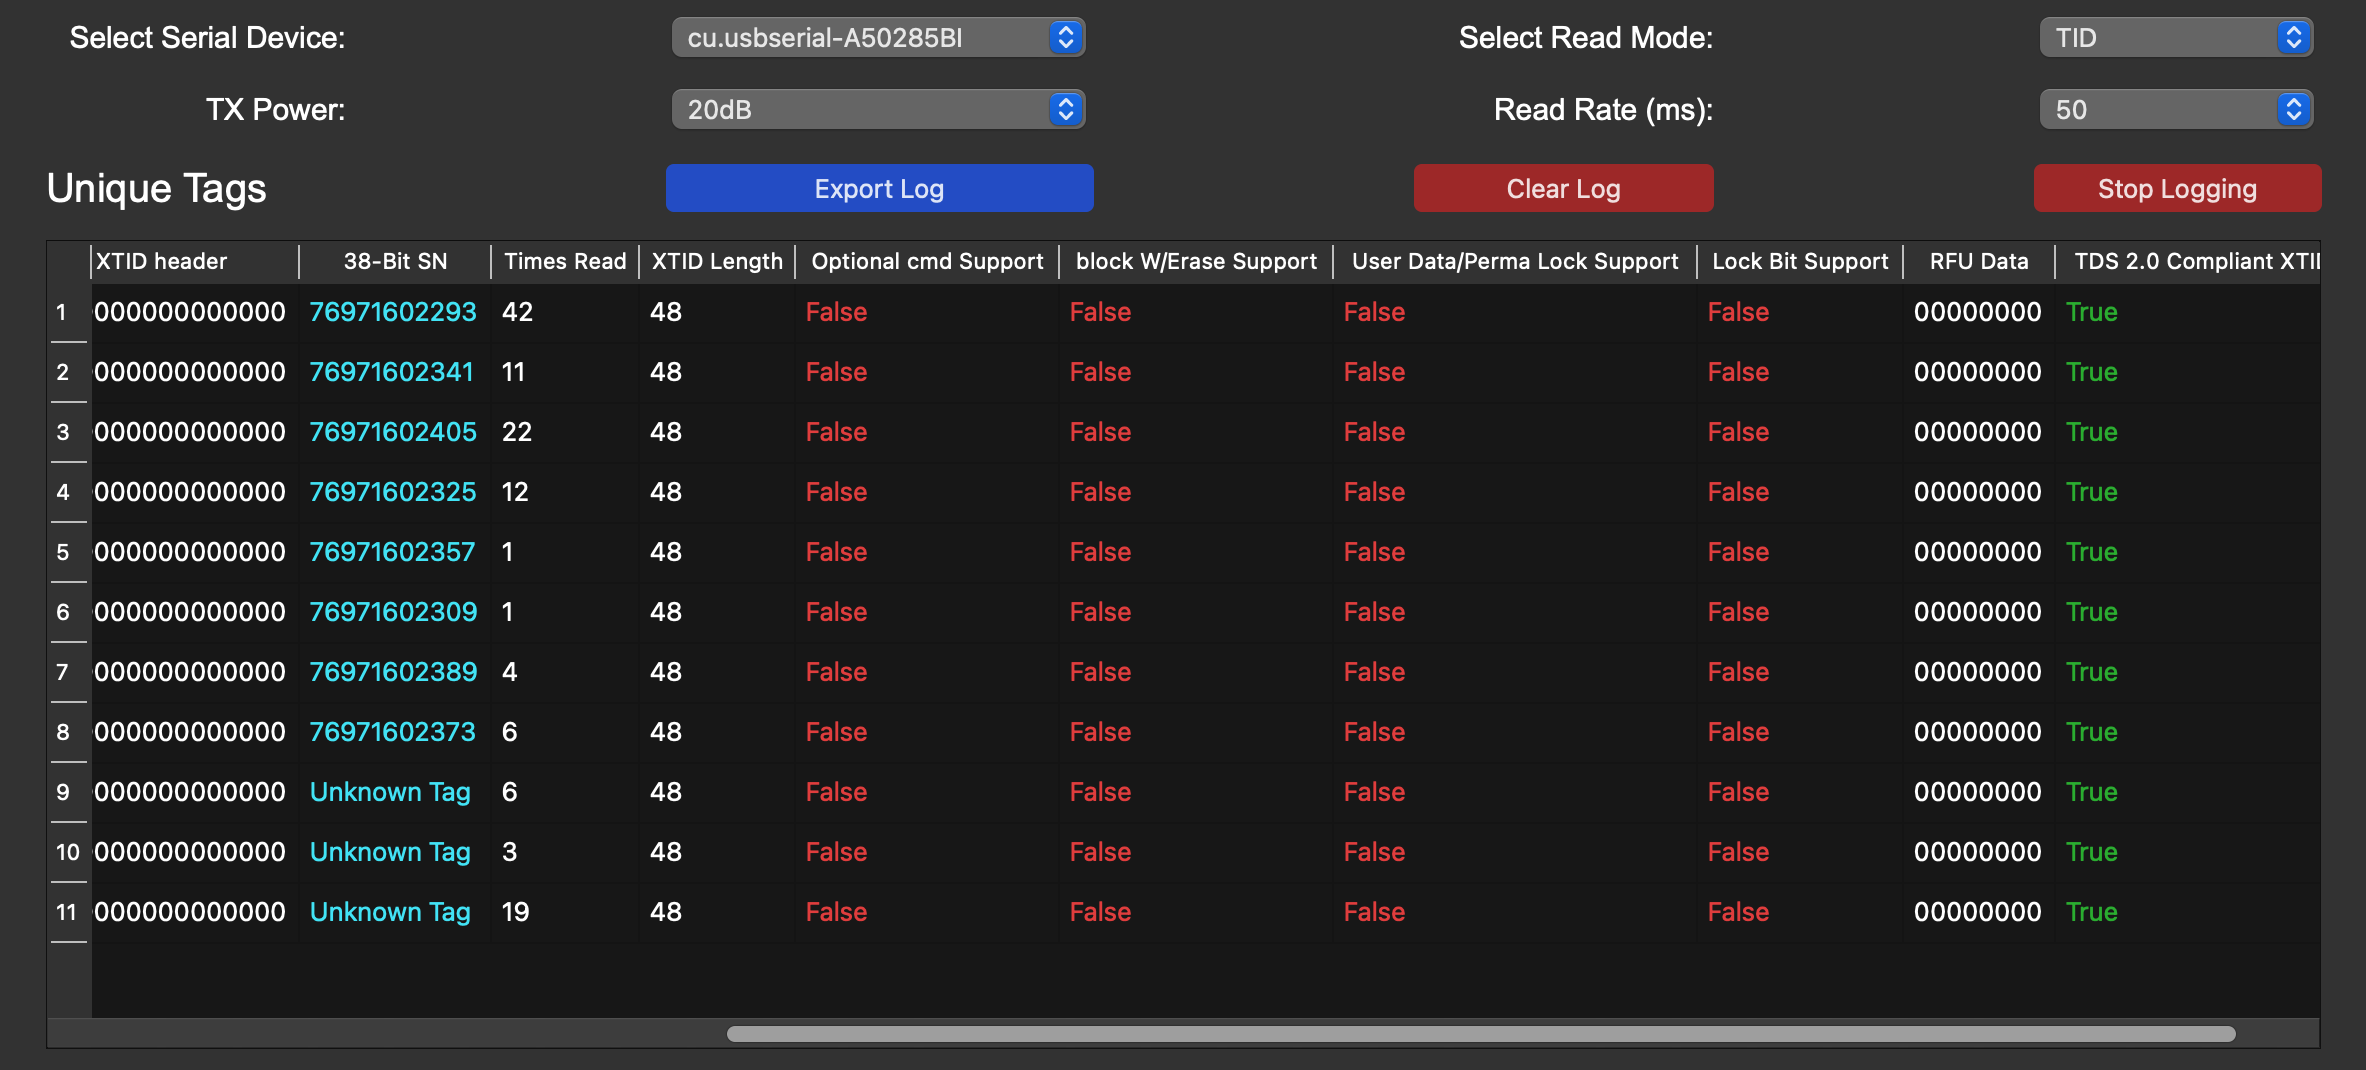 Select Serial Device: cu.usbserial-A50285BI Select Read Mode: TID
TX Power: 20dB Read Rate (ms): 50
Unique Tags Export Log Clear Log Stop Logging
XTID header 38-Bit SN Times Read XTID Length Optional cmd Support block W/Erase Support User Data/Perma Lock Support Lock Bit Support RFU Data TDS 2.0 Compliant
1 000000000000 76971602293 42 48 False False False False 00000000 True
2 000000000000 76971602341 11 48 False False False False 00000000 True
3 000000000000 76971602405 22 48 False False False False 00000000 True
4 000000000000 76971602325 12 48 False False False False 00000000 True
5 000000000000 76971602357 1 48 False False False False 00000000 True
6 000000000000 76971602309 1 48 False False False False 00000000 True
7 000000000000 76971602389 4 48 False False False False 00000000 True
8 000000000000 76971602373 6 48 False False False False 00000000 True
9 000000000000 Unknown Tag 6 48 False False False False 00000000 True
10 000000000000 Unknown Tag 3 48 False False False False 00000000 True
11 000000000000 Unknown Tag 19 48 False False False False 00000000 True